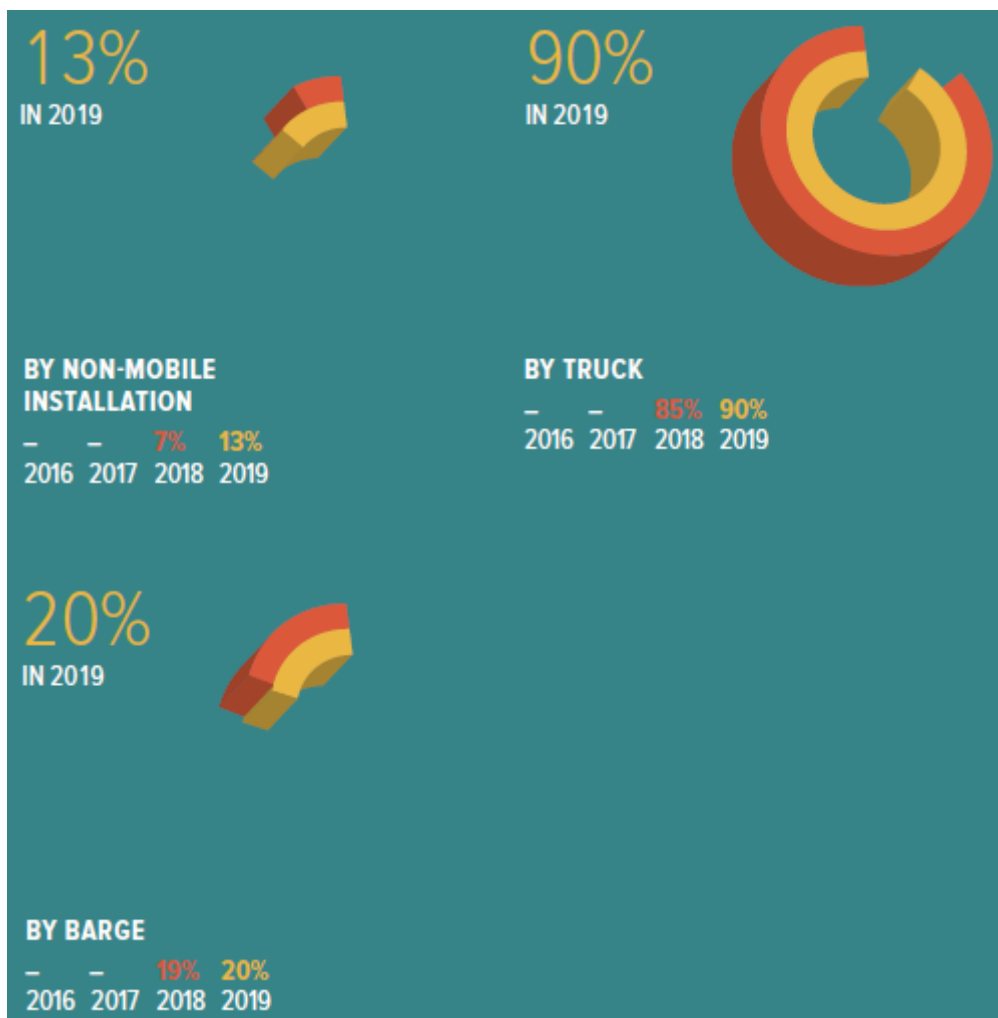 13%
IN 2019
90%
IN 2019
BY NON-MOBILE
INSTALLATION
– – 7% 13%
2016 2017 2018 2019
BY TRUCK
– – 85% 90%
2016 2017 2018 2019
20%
IN 2019
BY BARGE
– – 19% 20%
2016 2017 2018 2019